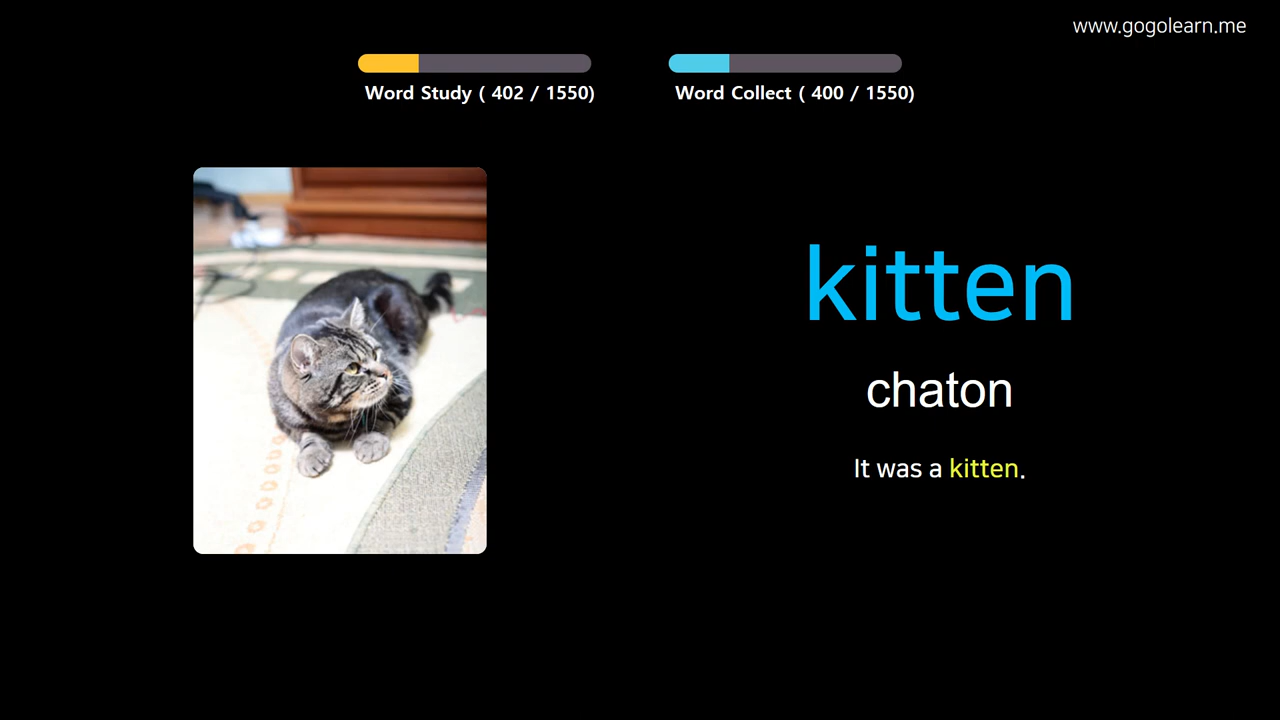 www.gogolearn.me
Word Study ( 402 / 1550)
Word Collect ( 400 / 1550)
kitten
chaton
It was a kitten.